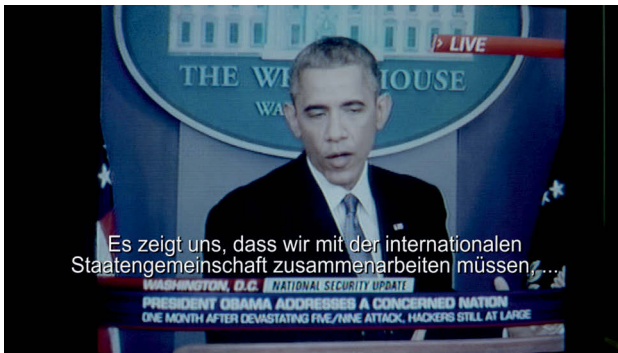 LIVE
THE WHITE HOUSE
WA
Es zeigt uns, dass wir mit der internationalen
Staatengemeinschaft zusammenarbeiten müssen, ...
WASHINGTON, D.C. NATIONAL SECURITY UPDATE
PRESIDENT OBAMA ADDRESSES A CONCERNED NATION
ONE MONTH AFTER DEVASTATING FIVE/NINE ATTACK, HACKERS STILL AT LARGE